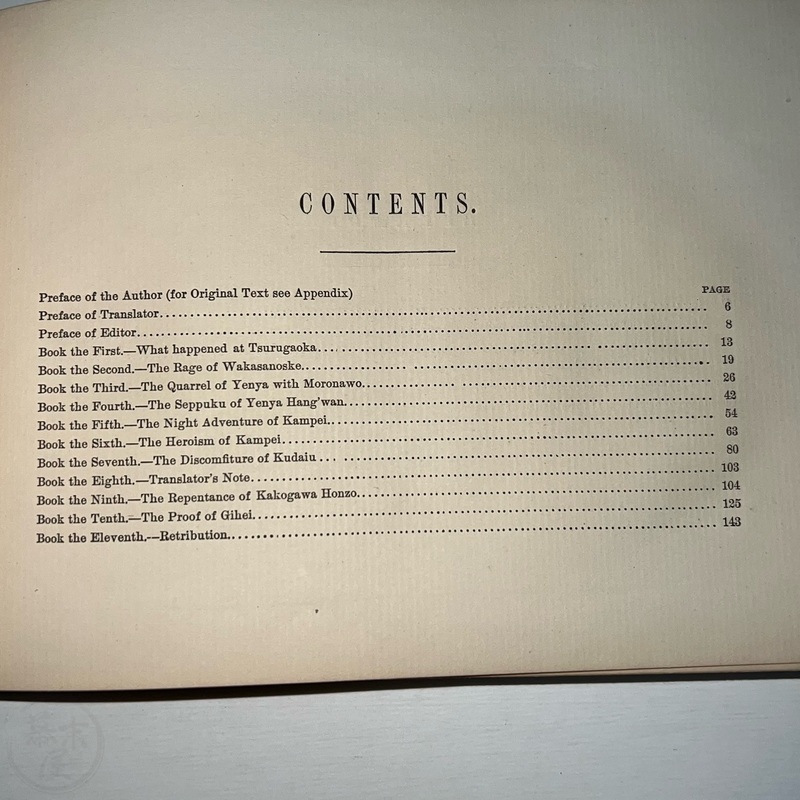 CONTENTS.
PAGE
Preface of the Author (for Original Text see Appendix)
Preface of Translator........ 6
Preface of Editor........ 8
Book the First.—What happened at Tsurugaoka........ 13
Book the Second.—The Rage of Wakasanoske........ 19
Book the Third.—The Quarrel of Yenya with Moronawo........ 26
Book the Fourth.—The Seppuku of Yenya Hang'wan........ 42
Book the Fifth.—The Night Adventure of Kampei........ 54
Book the Sixth.—The Heroism of Kampei........ 63
Book the Seventh.—The Discomfiture of Kudaiu........ 80
Book the Eighth.—Translator's Note........ 103
Book the Ninth.—The Repentance of Kakogawa Honzo........ 104
Book the Tenth.—The Proof of Gihei........ 125
Book the Eleventh.—Retribution........ 143